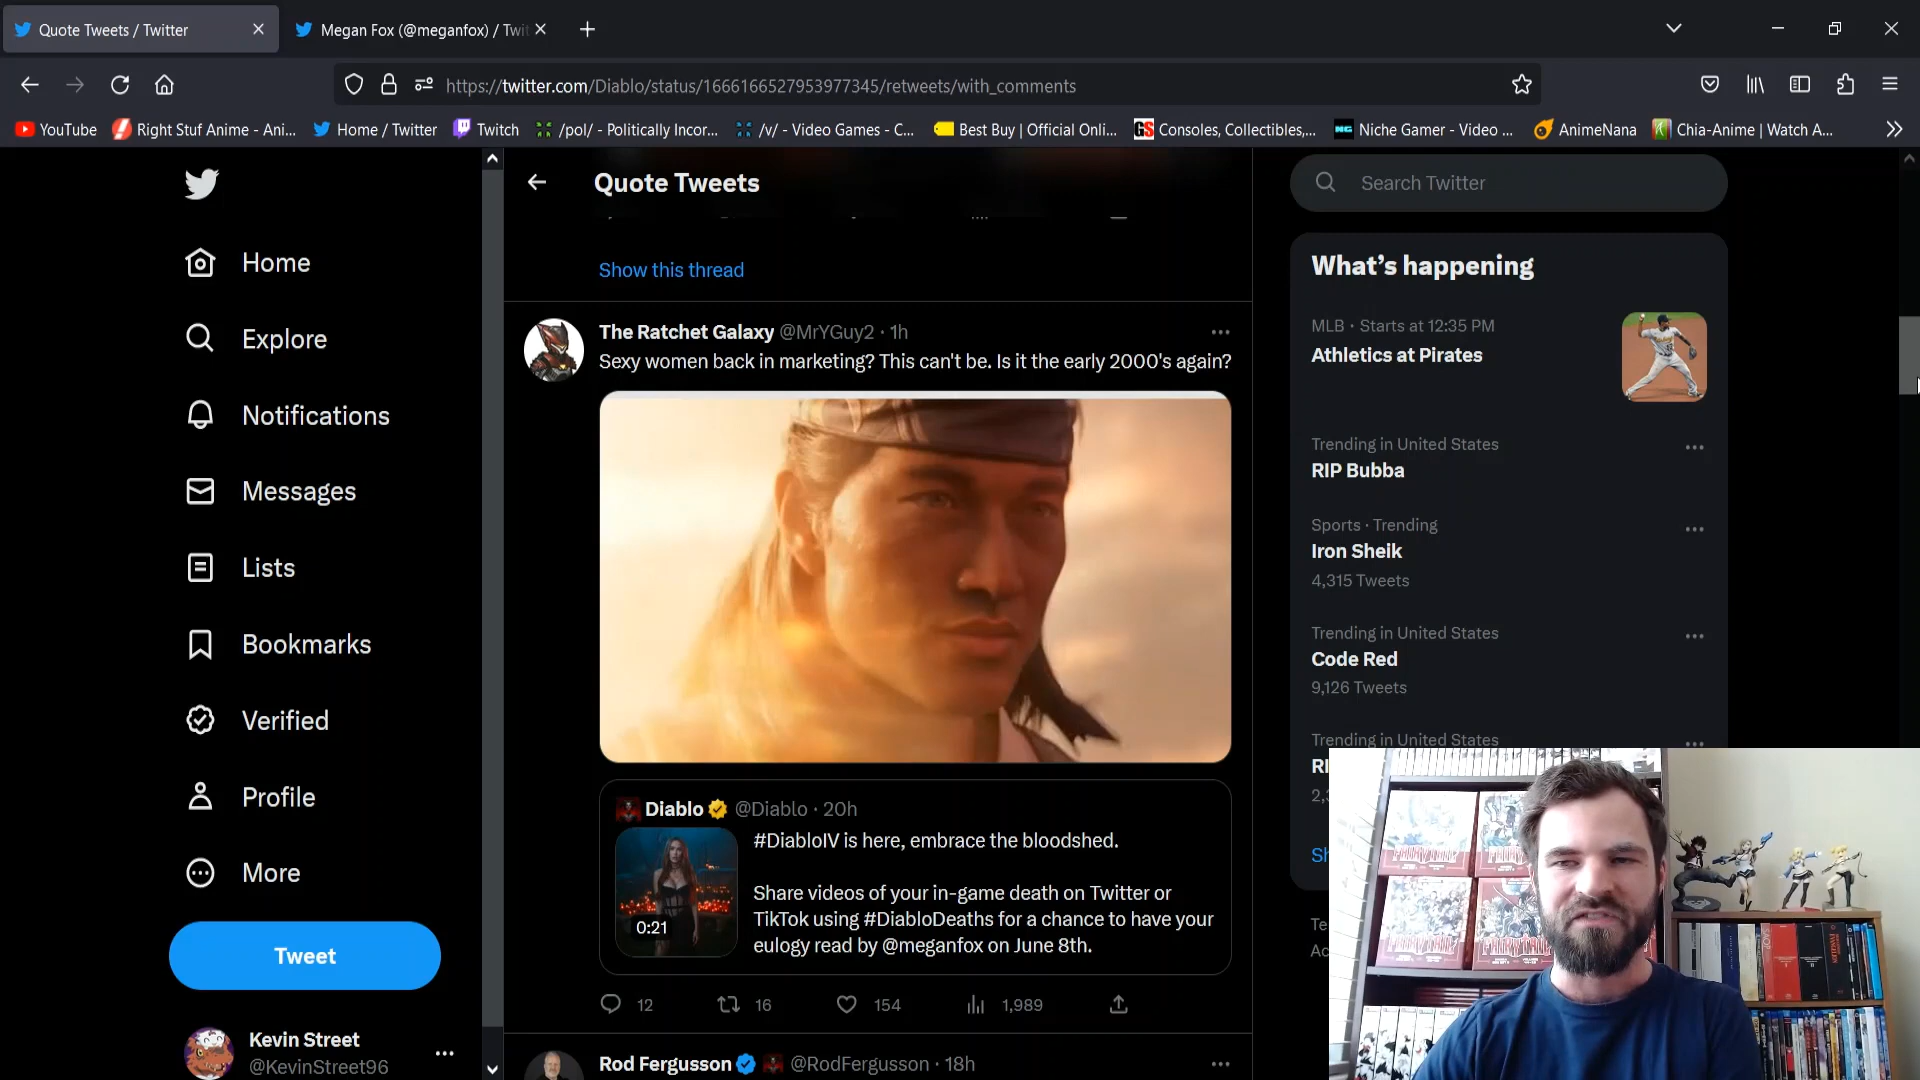 Quote Tweets / Twitter
Megan Fox (@meganfox) / Twit
https://twitter.com/Diablo/status/1666166527953977345/retweets/with_comments
YouTube
Right Stuf Anime - Ani...
Home / Twitter
Twitch
/pol/ - Politically Incor...
/v/ - Video Games - C...
Best Buy | Official Onli...
Consoles, Collectibles,...
Niche Gamer - Video ...
AnimeNana
Chia-Anime | Watch A...
Home
Explore
Notifications
Messages
Lists
Bookmarks
Verified
Profile
More
Tweet
Kevin Street
@KevinStreet96
Quote Tweets
Show this thread
The Ratchet Galaxy @MrYGuy2 · 1h
Sexy women back in marketing? This can't be. Is it the early 2000's again?
Diablo @Diablo · 20h
#DiabloIV is here, embrace the bloodshed.
Share videos of your in-game death on Twitter or
TikTok using #DiabloDeaths for a chance to have your
eulogy read by @meganfox on June 8th.
0:21
12 16 154 1,989
Rod Fergusson @RodFergusson · 18h
Search Twitter
What's happening
MLB · Starts at 12:35 PM
Athletics at Pirates
Trending in United States
RIP Bubba
Sports · Trending
Iron Sheik
4,315 Tweets
Trending in United States
Code Red
9,126 Tweets
Trending in United States